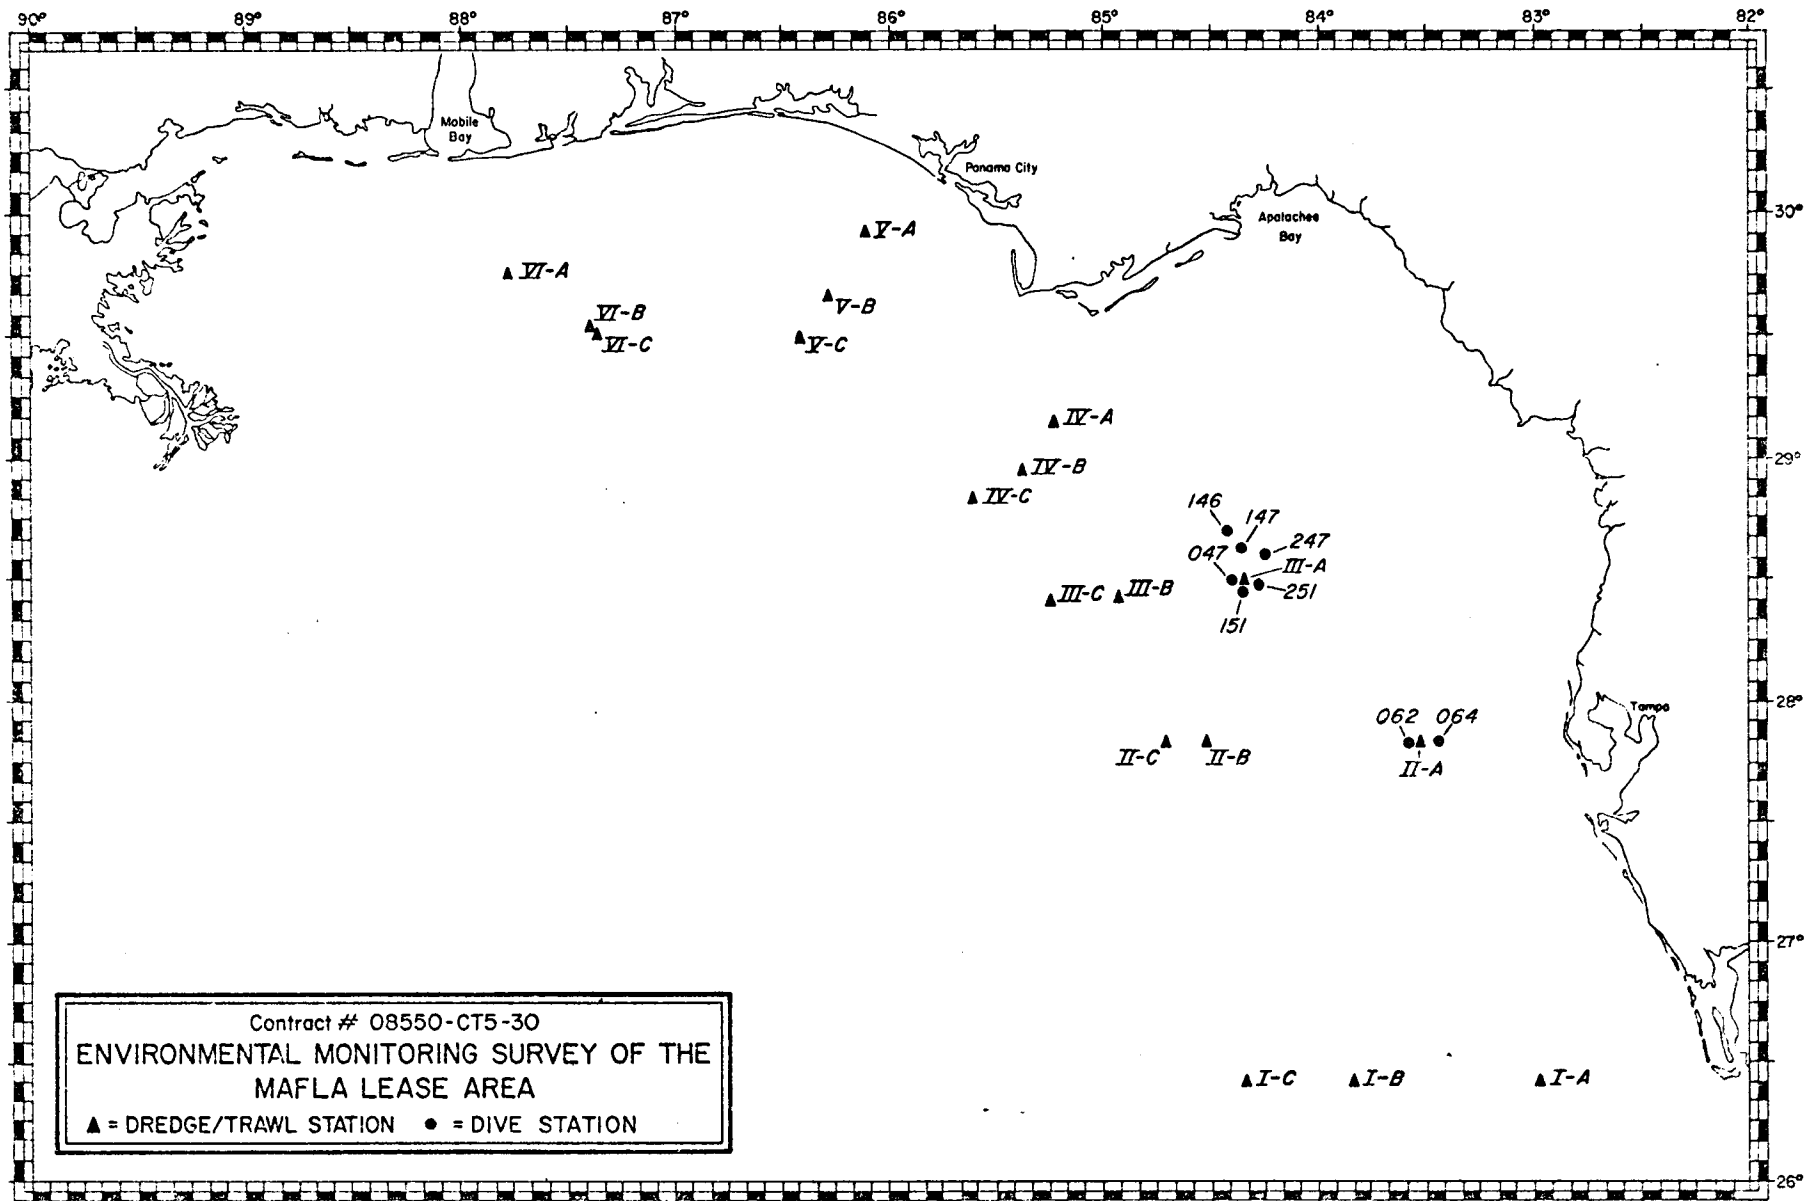 90° 89° 88° 87° 86° 85° 84° 83° 82°
Mobile
Bay
Panama City
Apalachee
Bay
30°
V-A
VI-A
V-B
VI-B
VI-C
V-C
IV-A
IV-B
29°
IV-C
146
147
047
247
III-A
III-C
III-B
251
151
28°
Tampa
062 064
II-C
II-B
II-A
27°
I-C
I-B
I-A
Contract # 08550-CT5-30
ENVIRONMENTAL MONITORING SURVEY OF THE
MAFLA LEASE AREA
▲ = DREDGE/TRAWL STATION ● = DIVE STATION
26°